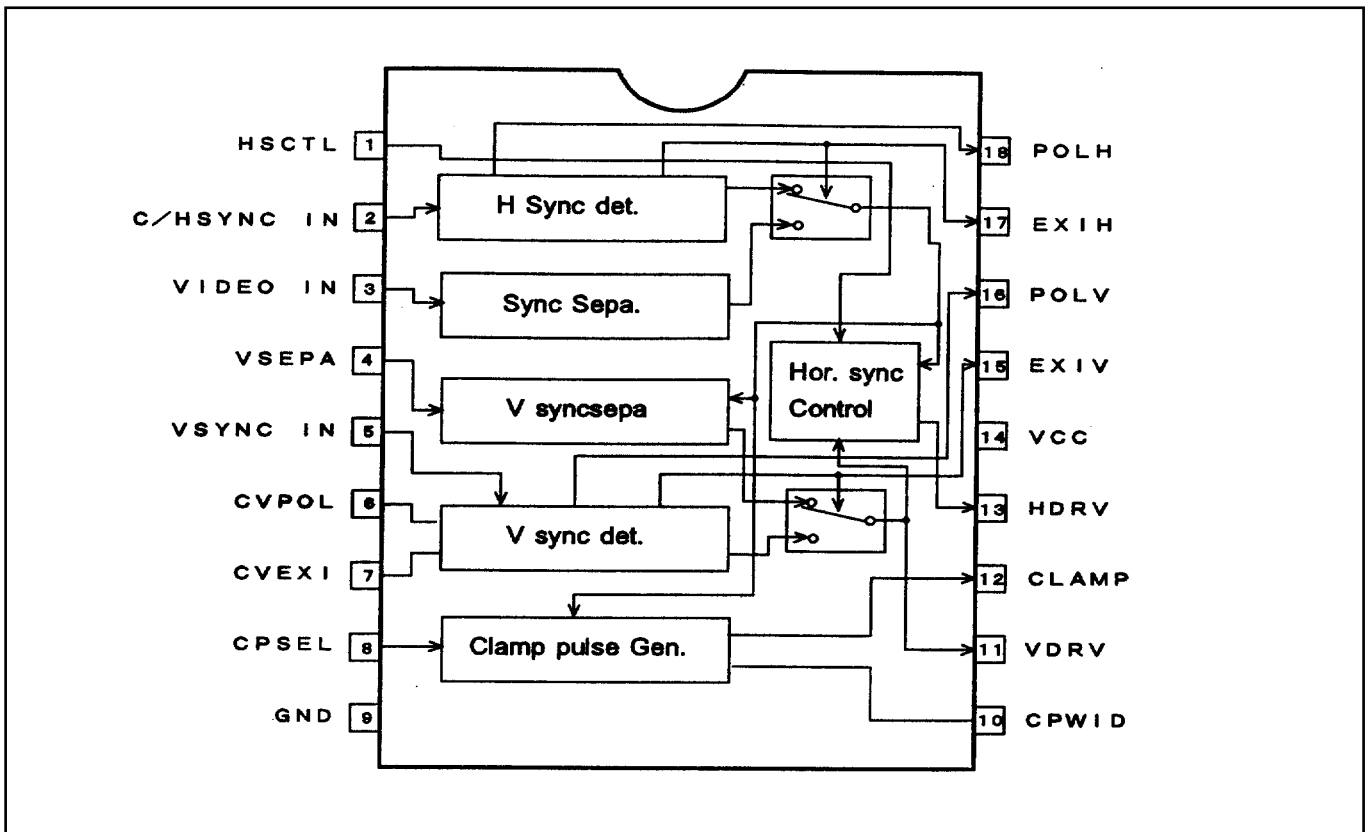 HSCTL 1
C/HSYNC IN 2
VIDEO IN 3
VSEPA 4
VSYNC IN 5
CVPOL 6
CVEXI 7
CPSEL 8
GND 9
H Sync det.
Sync Sepa.
V syncsepa
V sync det.
Clamp pulse Gen.
Hor. sync
Control
18 POLH
17 EXIH
16 POLV
15 EXIV
14 VCC
13 HDRV
12 CLAMP
11 VDRV
10 CPWID